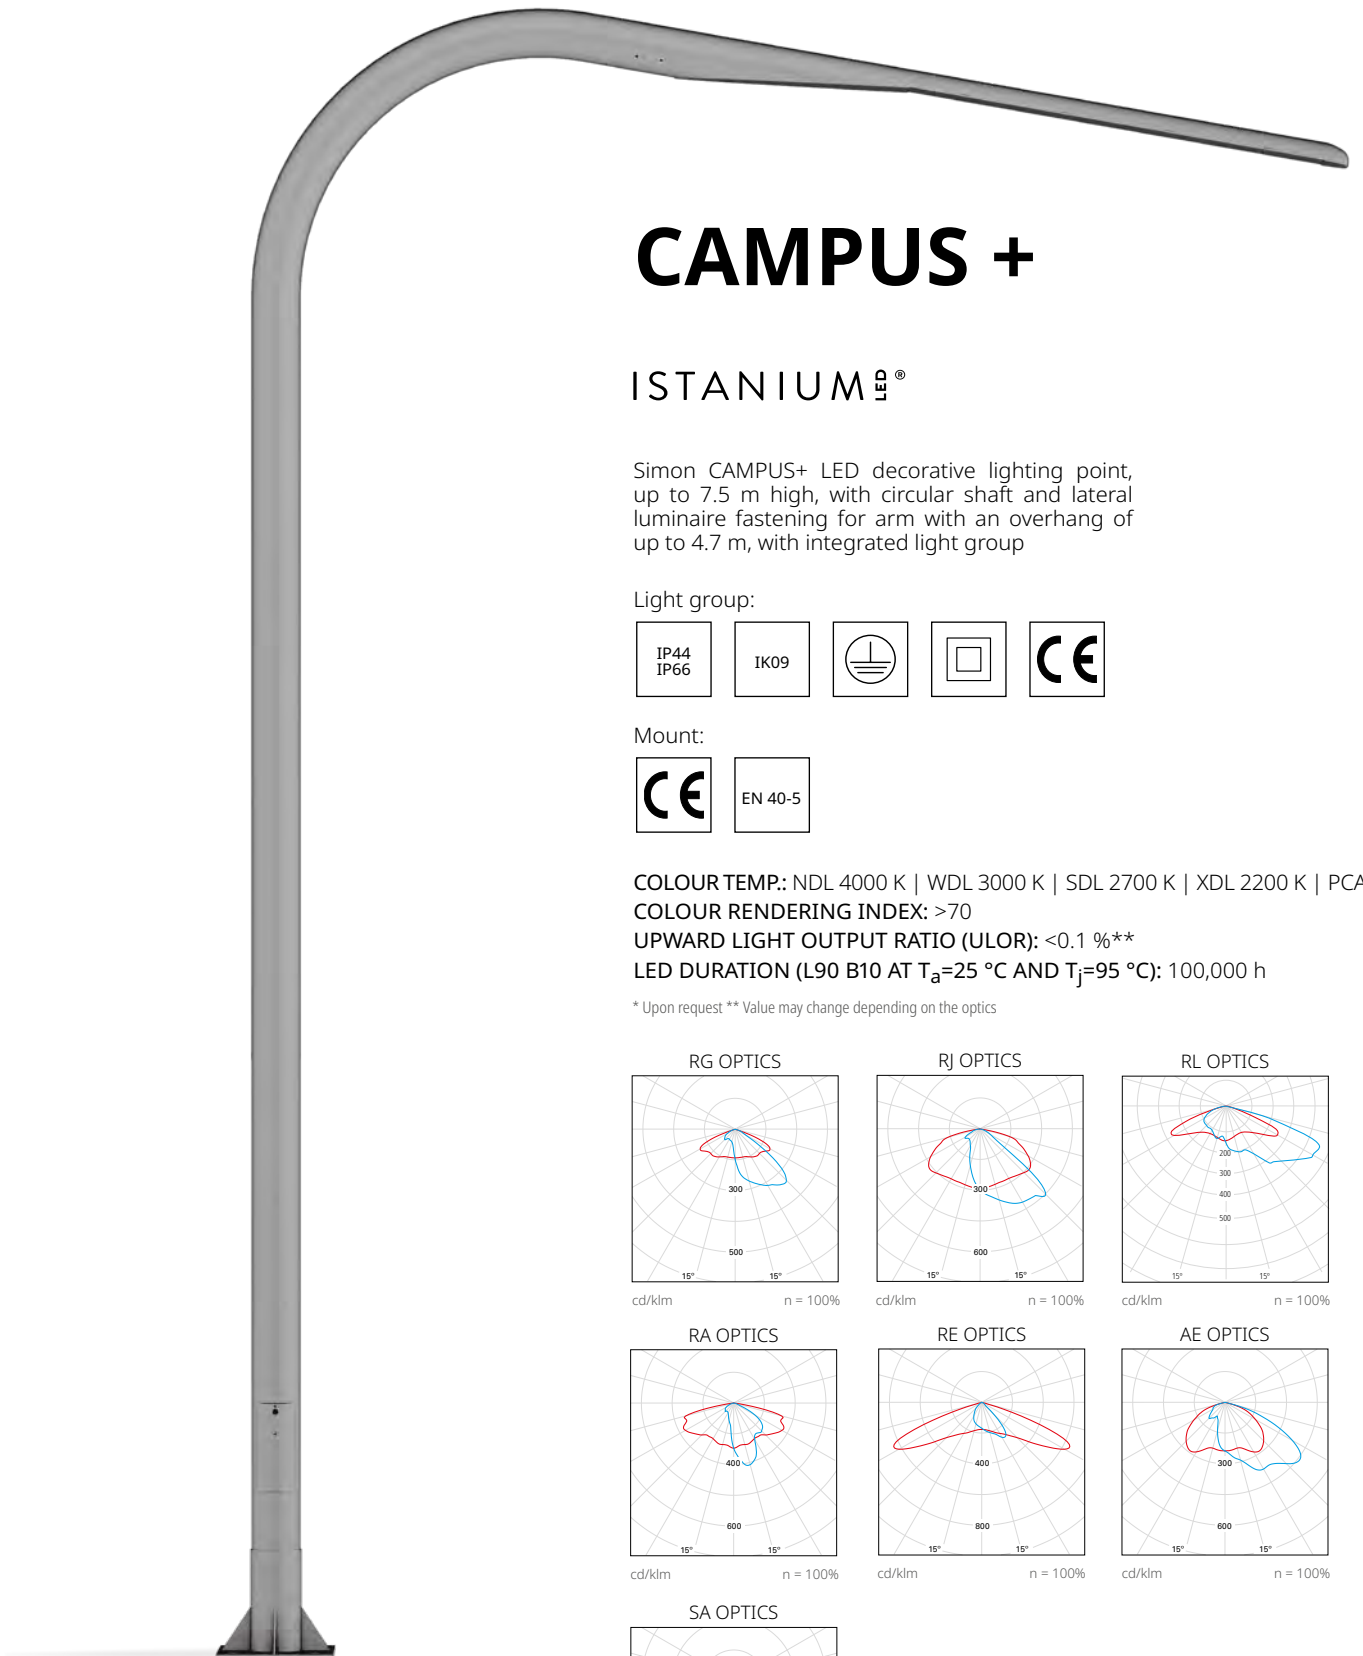 CAMPUS +
ISTANIUM LED®
Simon CAMPUS+ LED decorative lighting point,
up to 7.5 m high, with circular shaft and lateral
luminaire fastening for arm with an overhang of
up to 4.7 m, with integrated light group
Light group:
IP44
IP66
IK09
CE
Mount:
CE
EN 40-5
COLOUR TEMP.: NDL 4000 K | WDL 3000 K | SDL 2700 K | XDL 2200 K | PCA
COLOUR RENDERING INDEX: >70
UPWARD LIGHT OUTPUT RATIO (ULOR): <0.1 %**
LED DURATION (L90 B10 AT Ta=25 °C AND Tj=95 °C): 100,000 h
* Upon request ** Value may change depending on the optics
RG OPTICS
300
500
15° 15°
cd/klm n = 100%
RJ OPTICS
300
600
15° 15°
cd/klm n = 100%
RL OPTICS
200
300
400
500
15° 15°
cd/klm n = 100%
RA OPTICS
400
600
15° 15°
cd/klm n = 100%
RE OPTICS
400
800
15° 15°
cd/klm n = 100%
AE OPTICS
300
600
15° 15°
cd/klm n = 100%
SA OPTICS